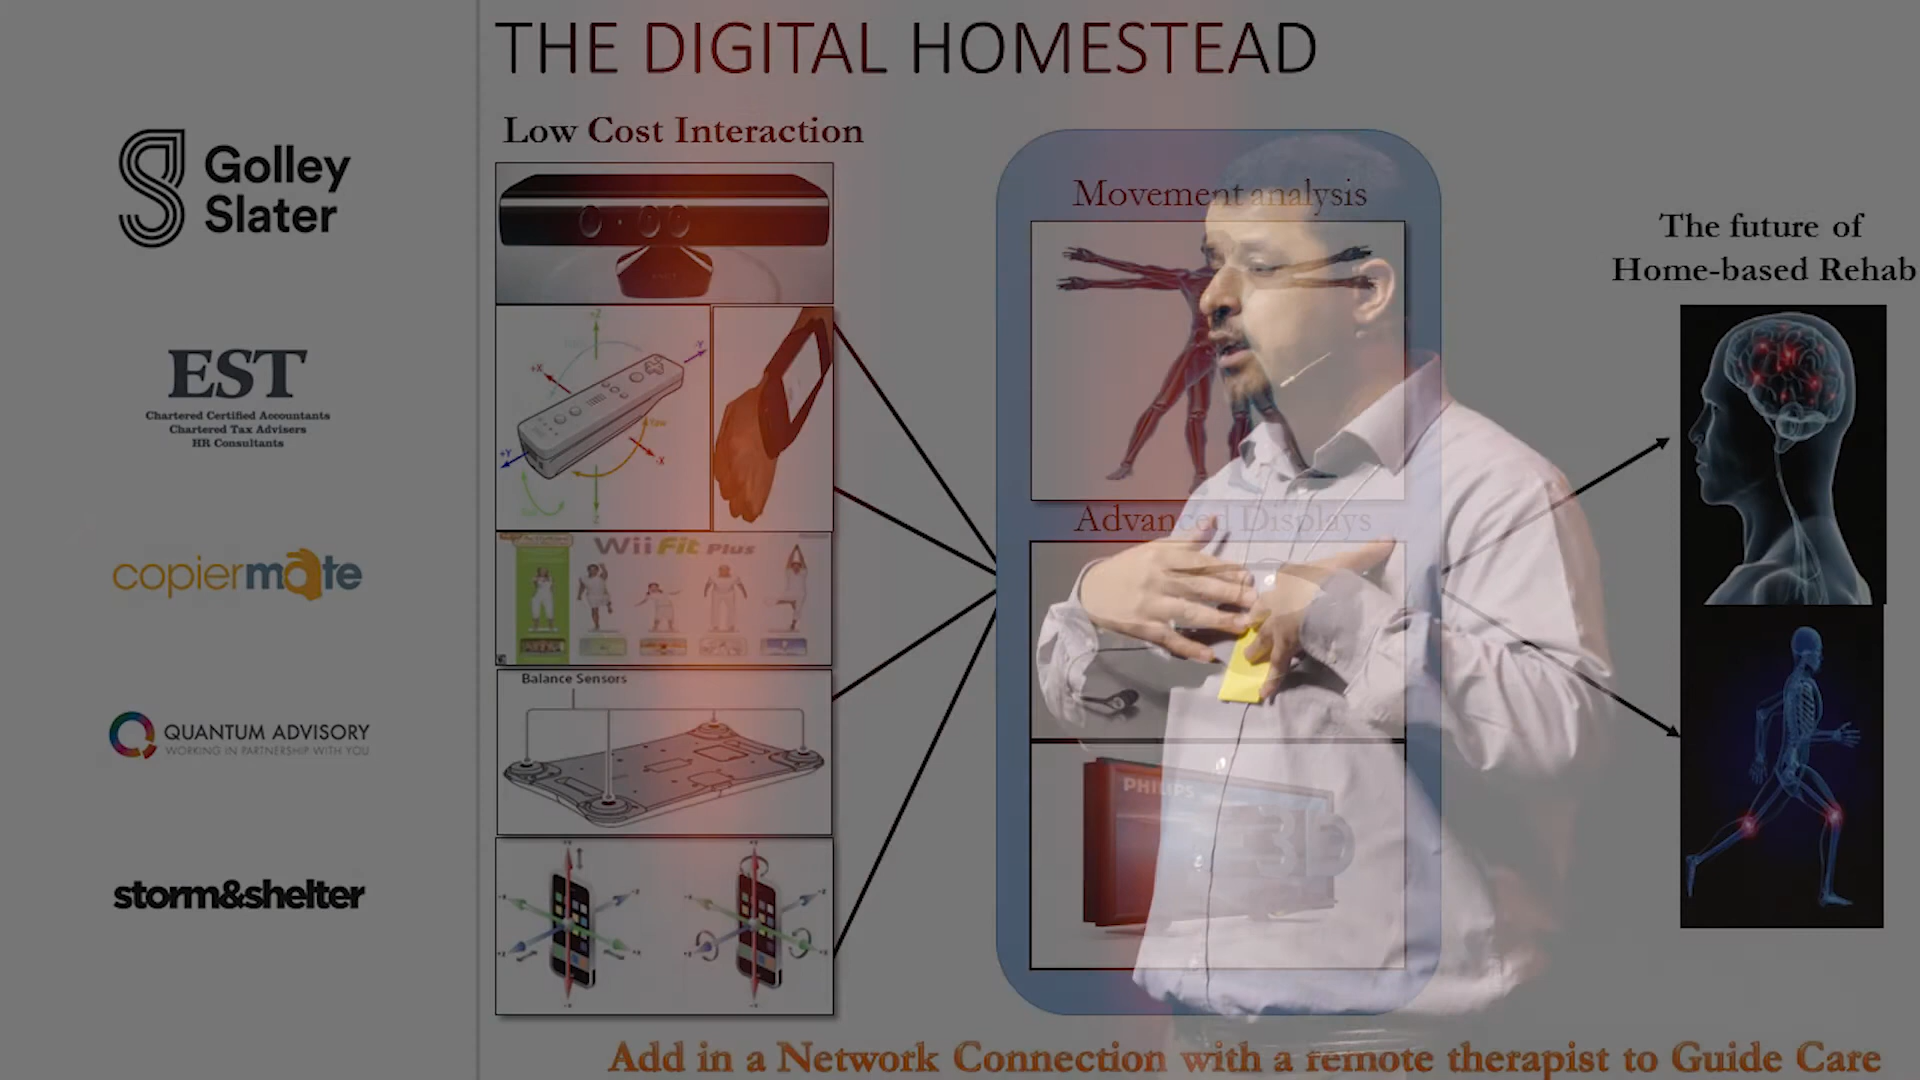 THE DIGITAL HOMESTEAD
Golley
Slater
EST
Chartered Certified Accountants
Chartered Tax Advisers
HR Consultants
copiermate
QUANTUM ADVISORY
WORKING IN PARTNERSHIP WITH YOU
storm&shelter
Low Cost Interaction
+Z
-Y
+X
+Y
-X
-Z
Wii Fit Plus
Balance Sensors
Movement analysis
Advanced Displays
PHILIPS
3D
The future of
Home-based Rehab
Add in a Network Connection with a remote therapist to Guide Care